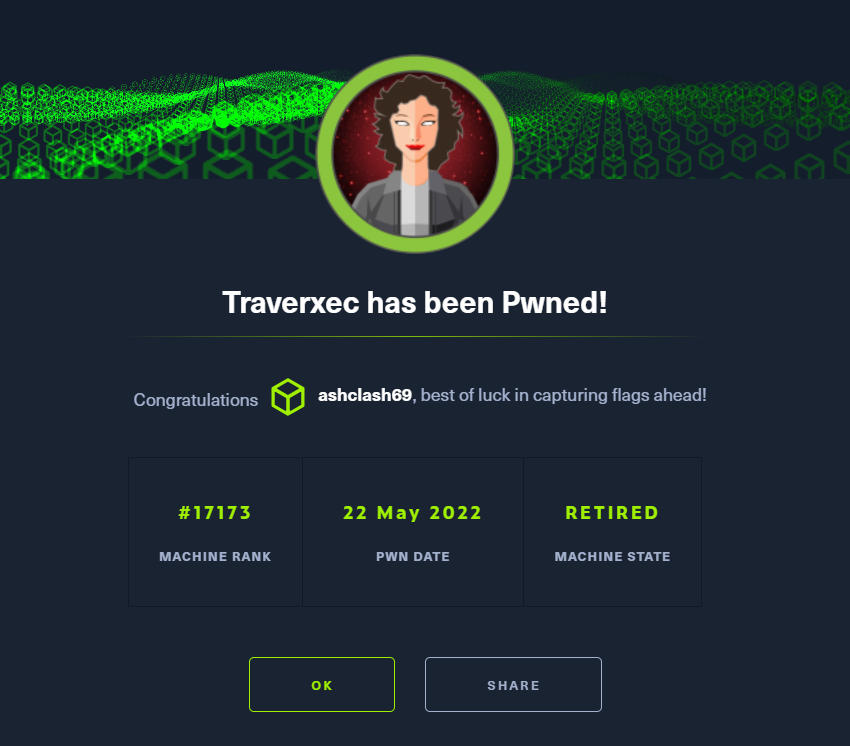 Traverxec has been Pwned!
Congratulations ashclash69, best of luck in capturing flags ahead!
#17173 22 May 2022 RETIRED
MACHINE RANK PWN DATE MACHINE STATE
OK SHARE